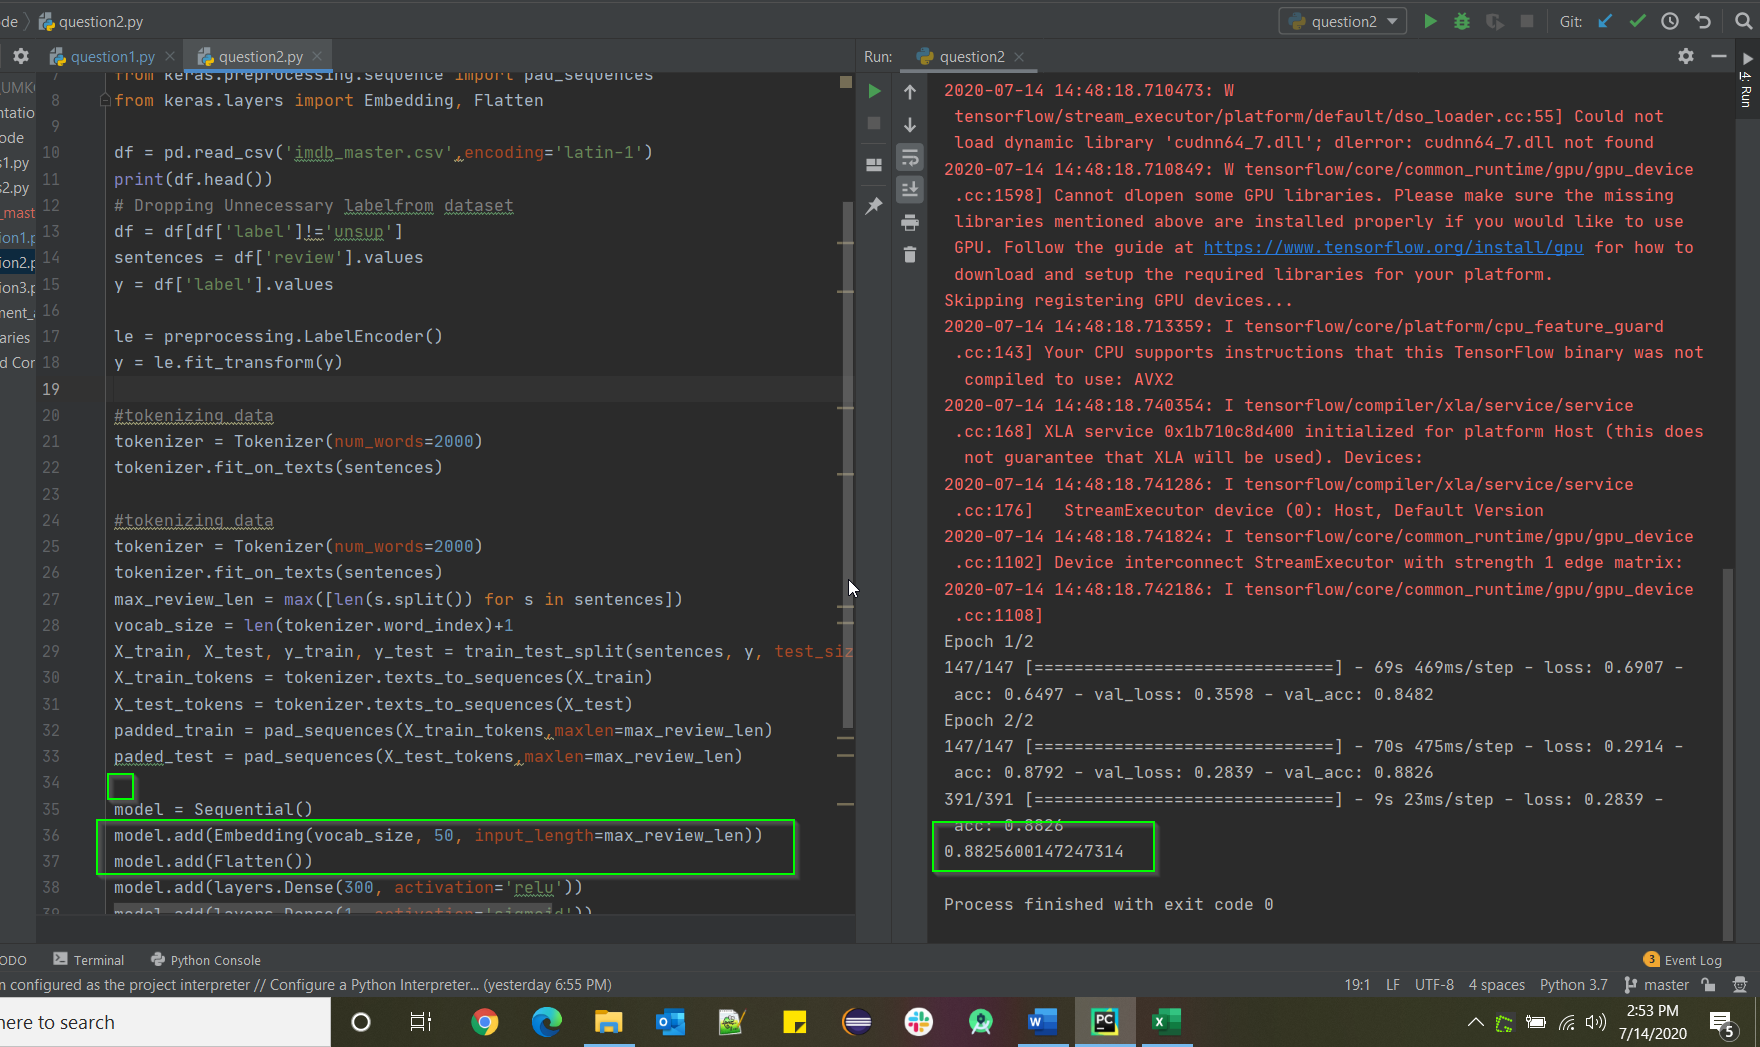 de
question2.py
question2
Git:
question1.py
question2.py
Run:
question2
4: Run
ntatio
ode
s1.py
s2.py
_mast
ion1.p
ion2.p
ion3.p
ment_a
aries
d Con
7 from keras.preprocessing.sequence import pad_sequences
8 from keras.layers import Embedding, Flatten
9
10 df = pd.read_csv('imdb_master.csv',encoding='latin-1')
11 print(df.head())
12 # Dropping Unnecessary labelfrom dataset
13 df = df[df['label']!='unsup']
14 sentences = df['review'].values
15 y = df['label'].values
16
17 le = preprocessing.LabelEncoder()
18 y = le.fit_transform(y)
19
20 #tokenizing data
21 tokenizer = Tokenizer(num_words=2000)
22 tokenizer.fit_on_texts(sentences)
23
24 #tokenizing data
25 tokenizer = Tokenizer(num_words=2000)
26 tokenizer.fit_on_texts(sentences)
27 max_review_len = max([len(s.split()) for s in sentences])
28 vocab_size = len(tokenizer.word_index)+1
29 X_train, X_test, y_train, y_test = train_test_split(sentences, y, test_siz
30 X_train_tokens = tokenizer.texts_to_sequences(X_train)
31 X_test_tokens = tokenizer.texts_to_sequences(X_test)
32 padded_train = pad_sequences(X_train_tokens,maxlen=max_review_len)
33 paded_test = pad_sequences(X_test_tokens,maxlen=max_review_len)
34
35 model = Sequential()
36 model.add(Embedding(vocab_size, 50, input_length=max_review_len))
37 model.add(Flatten())
38 model.add(layers.Dense(300, activation='relu'))
39 model.add(layers.Dense(1, activation='sigmoid'))
2020-07-14 14:48:18.710473: W
tensorflow/stream_executor/platform/default/dso_loader.cc:55] Could not
load dynamic library 'cudnn64_7.dll'; dlerror: cudnn64_7.dll not found
2020-07-14 14:48:18.710849: W tensorflow/core/common_runtime/gpu/gpu_device
.cc:1598] Cannot dlopen some GPU libraries. Please make sure the missing
libraries mentioned above are installed properly if you would like to use
GPU. Follow the guide at https://www.tensorflow.org/install/gpu for how to
download and setup the required libraries for your platform.
Skipping registering GPU devices...
2020-07-14 14:48:18.713359: I tensorflow/core/platform/cpu_feature_guard
.cc:143] Your CPU supports instructions that this TensorFlow binary was not
compiled to use: AVX2
2020-07-14 14:48:18.740354: I tensorflow/compiler/xla/service/service
.cc:168] XLA service 0x1b710c8d400 initialized for platform Host (this does
not guarantee that XLA will be used). Devices:
2020-07-14 14:48:18.741286: I tensorflow/compiler/xla/service/service
.cc:176]   StreamExecutor device (0): Host, Default Version
2020-07-14 14:48:18.741824: I tensorflow/core/common_runtime/gpu/gpu_device
.cc:1102] Device interconnect StreamExecutor with strength 1 edge matrix:
2020-07-14 14:48:18.742186: I tensorflow/core/common_runtime/gpu/gpu_device
.cc:1108]
Epoch 1/2
147/147 [==============================] - 69s 469ms/step - loss: 0.6907 -
acc: 0.6497 - val_loss: 0.3598 - val_acc: 0.8482
Epoch 2/2
147/147 [==============================] - 70s 475ms/step - loss: 0.2914 -
acc: 0.8792 - val_loss: 0.2839 - val_acc: 0.8826
391/391 [==============================] - 9s 23ms/step - loss: 0.2839 -
acc: 0.8826
0.8825600147247314
Process finished with exit code 0
ODO
Terminal
Python Console
3 Event Log
n configured as the project interpreter // Configure a Python Interpreter... (yesterday 6:55 PM)
19:1 LF UTF-8 4 spaces Python 3.7 master
here to search
2:53 PM
7/14/2020
5